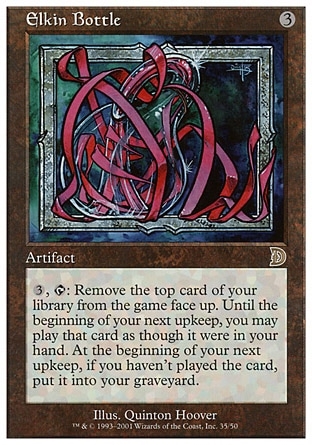 Elkin Bottle 3
Artifact
3, : Remove the top card of your
library from the game face up. Until the
beginning of your next upkeep, you may
play that card as though it were in your
hand. At the beginning of your next
upkeep, if you haven't played the card,
put it into your graveyard.
Illus. Quinton Hoover
™ & © 1993–2001 Wizards of the Coast, Inc. 35/50